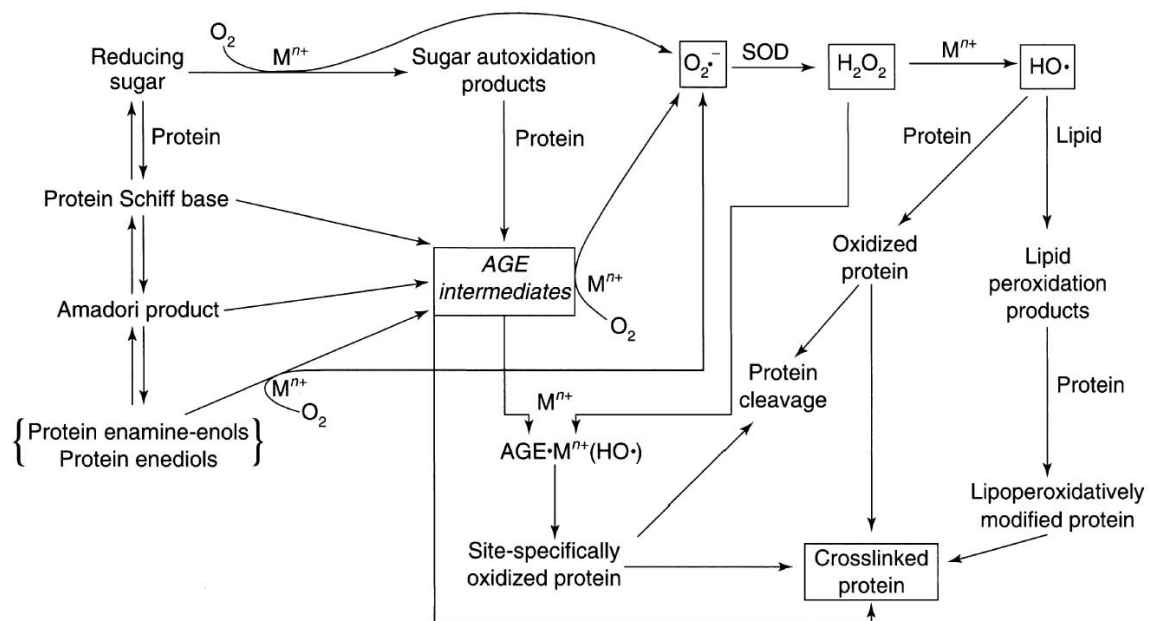 O₂
Mⁿ⁺
Reducing
sugar
Sugar autoxidation
products
O₂•⁻
SOD
H₂O₂
Mⁿ⁺
HO•
Protein
Protein
Protein
Lipid
Protein Schiff base
AGE
intermediates
Mⁿ⁺
O₂
Oxidized
protein
Lipid
peroxidation
products
Amadori product
Mⁿ⁺
O₂
Protein
cleavage
Protein
{Protein enamine-enols
Protein enediols}
Mⁿ⁺
AGE•Mⁿ⁺(HO•)
Lipoperoxidatively
modified protein
Site-specifically
oxidized protein
Crosslinked
protein